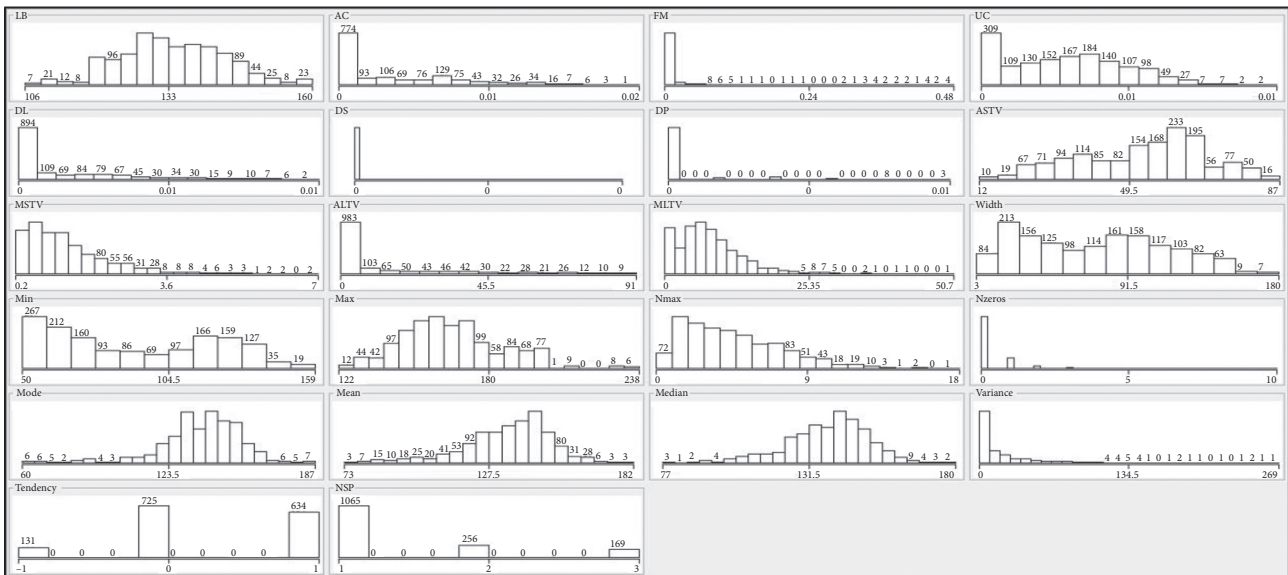 LB
7 21 12 8 96 89 44 25 8 23
106 133 160
AC
774 93 106 69 76 129 75 43 32 26 34 16 7 6 3 1
0 0.01 0.02
FM
8 6 5 1 1 1 0 1 1 1 0 0 0 2 1 3 4 2 2 2 1 4 2 4
0 0.24 0.48
UC
309 109 130 152 167 184 140 107 98 49 27 7 7 2 2
0 0.01 0.01
DL
894 109 69 84 79 67 45 30 34 30 15 9 10 7 6 2
0 0.01 0.01
DS
0 0 0
DP
0 0 0 0 0 0 0 0 0 0 0 0 8 0 0 0 0 3
0 0 0.01
ASTV
10 19 67 71 94 114 85 82 154 168 233 195 56 77 50 16
12 49.5 87
MSTV
80 55 56 31 28 8 8 8 4 6 3 3 1 2 2 0 2
0.2 3.6 7
ALTV
983 103 65 50 43 46 42 30 22 28 21 26 12 10 9
0 45.5 91
MLTV
5 8 7 5 0 0 2 1 0 1 1 0 0 0 1
0 25.35 50.7
Width
84 213 156 125 98 114 161 158 117 103 82 63 9 7
3 91.5 180
Min
267 212 160 93 86 69 97 166 159 127 35 19
50 104.5 159
Max
12 44 42 97 99 58 84 68 77 1 9 0 0 8 6
122 180 238
Nmax
72 83 51 43 18 19 10 3 1 2 0 1
0 9 18
Nzeros
0 5 10
Mode
6 6 5 2 4 3 6 5 7
60 123.5 187
Mean
3 7 15 10 18 25 20 41 53 92 80 31 28 6 3 3
73 127.5 182
Median
3 1 2 4 9 4 3 2
77 131.5 180
Variance
4 4 5 4 1 0 1 2 1 1 0 1 0 1 2 1 1
0 134.5 269
Tendency
131 0 0 0 725 0 0 0 0 634
−1 0 1
NSP
1065 0 0 0 256 0 0 0 0 169
1 2 3